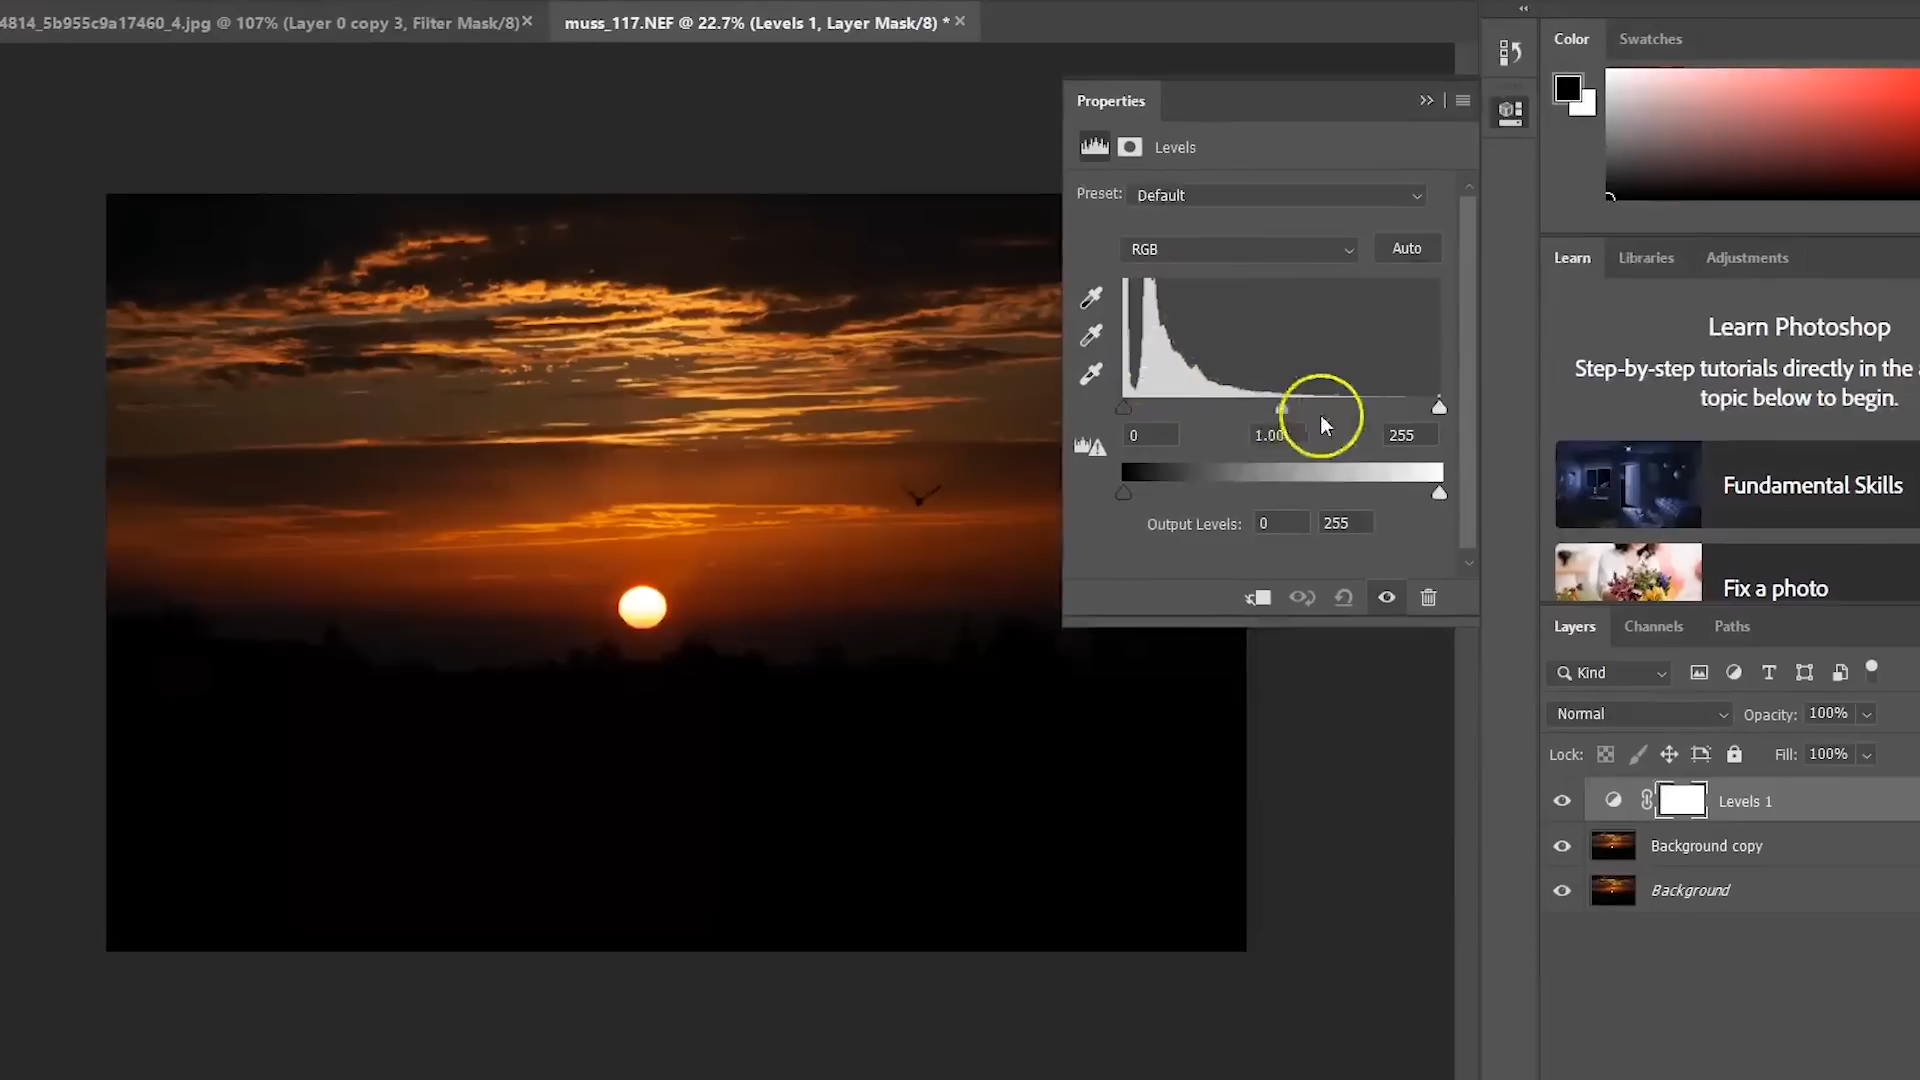 4814_5b955c9a17460_4.jpg @ 107% (Layer 0 copy 3, Filter Mask/8)
muss_117.NEF @ 22.7% (Levels 1, Layer Mask/8) *
Color
Swatches
Properties
Levels
Preset: Default
RGB
Auto
0
1.00
255
Output Levels: 0 255
Learn
Libraries
Adjustments
Learn Photoshop
Step-by-step tutorials directly in the
topic below to begin.
Fundamental Skills
Fix a photo
Layers
Channels
Paths
Kind
Normal
Opacity: 100%
Lock:
Fill: 100%
Levels 1
Background copy
Background